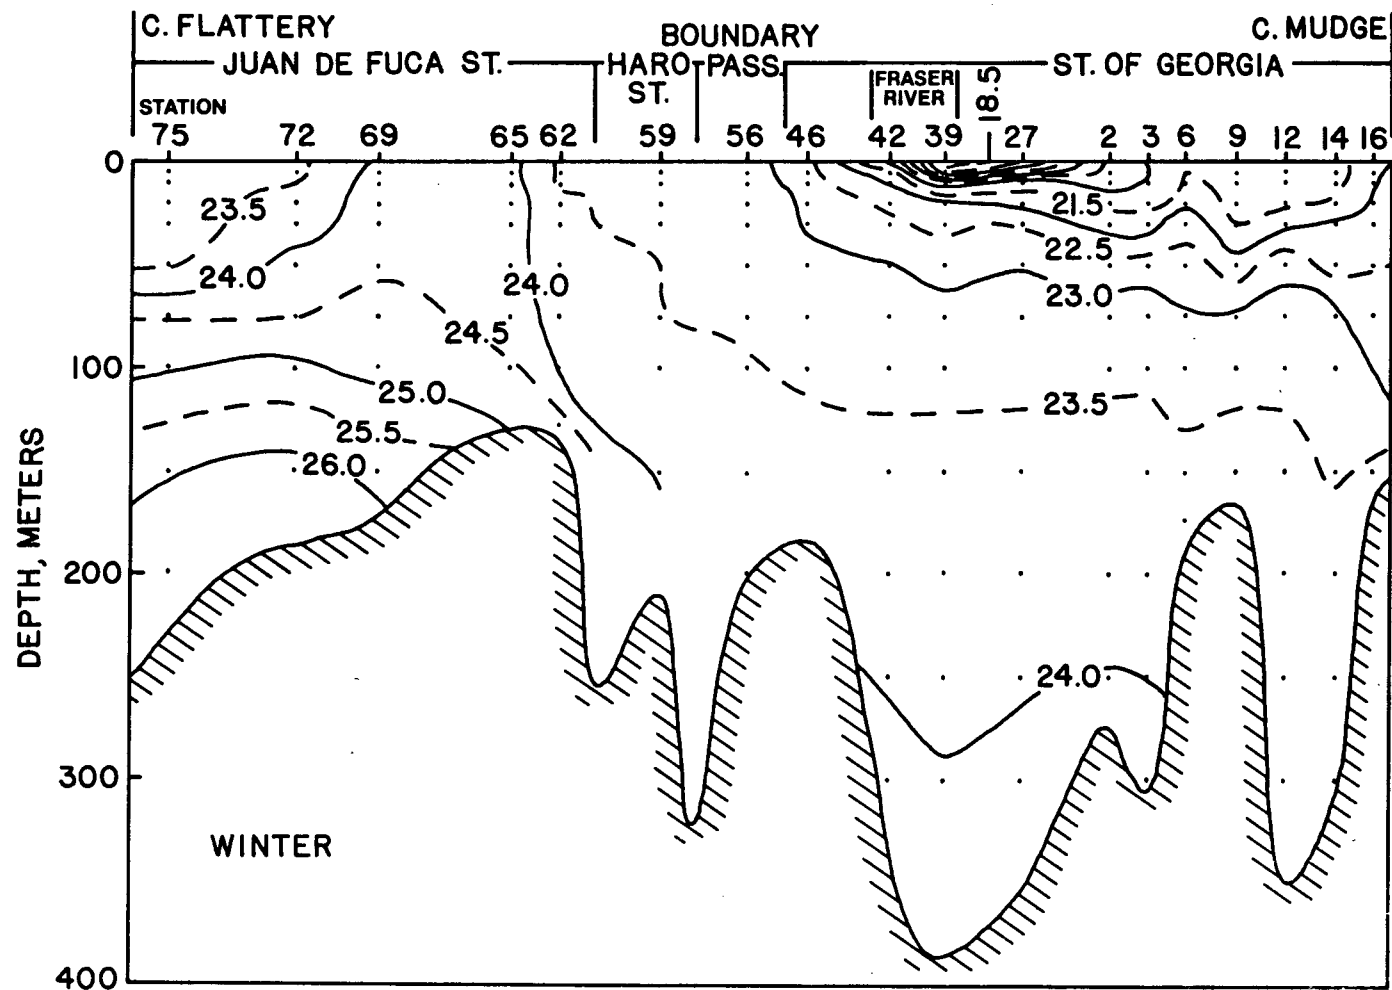 C. FLATTERY
BOUNDARY
C. MUDGE
JUAN DE FUCA ST.
HARO
PASS.
ST. OF GEORGIA
ST.
FRASER
RIVER
18.5
STATION
75 72 69 65 62 59 56 46 42 39 27 2 3 6 9 12 14 16
0
23.5
21.5
22.5
24.0
24.0
23.0
24.5
100
25.0
23.5
25.5
26.0
200
24.0
300
400
DEPTH, METERS
WINTER